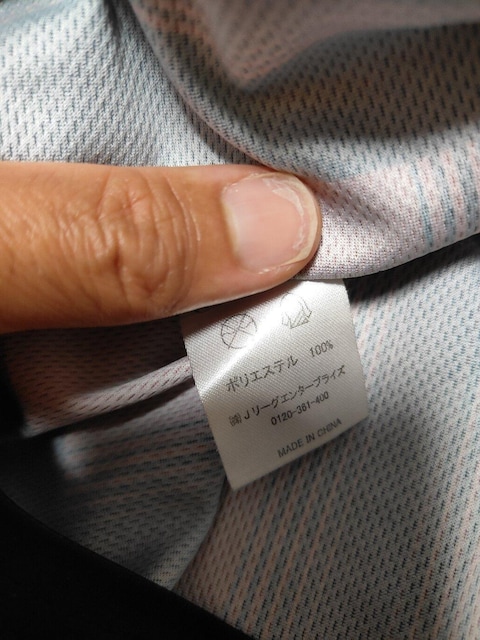 ポリエステル 100%
㈱Jリーグエンタープライズ
0120-361-400
MADE IN CHINA